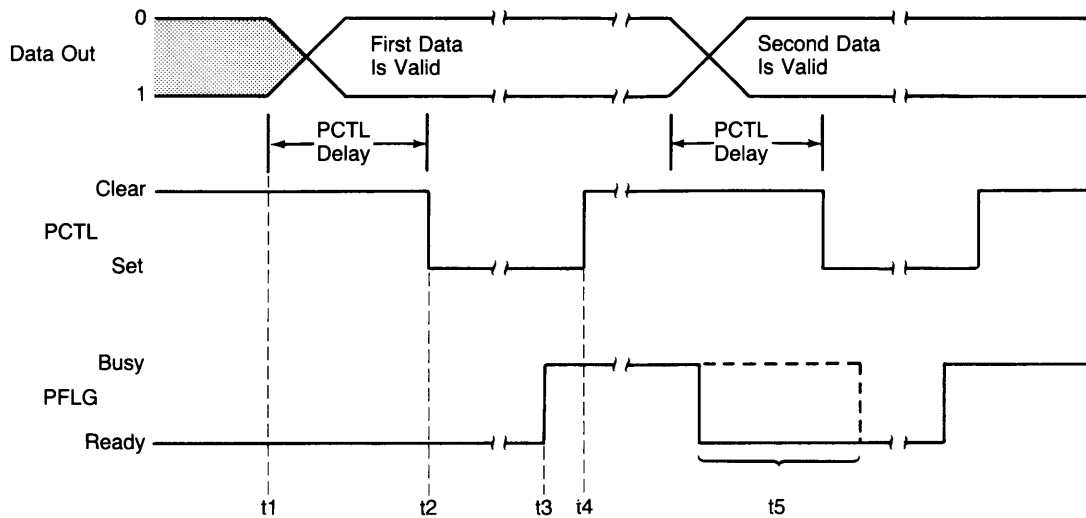 0
Data Out
First Data
Is Valid
Second Data
Is Valid
1
PCTL
Delay
PCTL
Delay
Clear
PCTL
Set
Busy
PFLG
Ready
t1
t2
t3
t4
t5